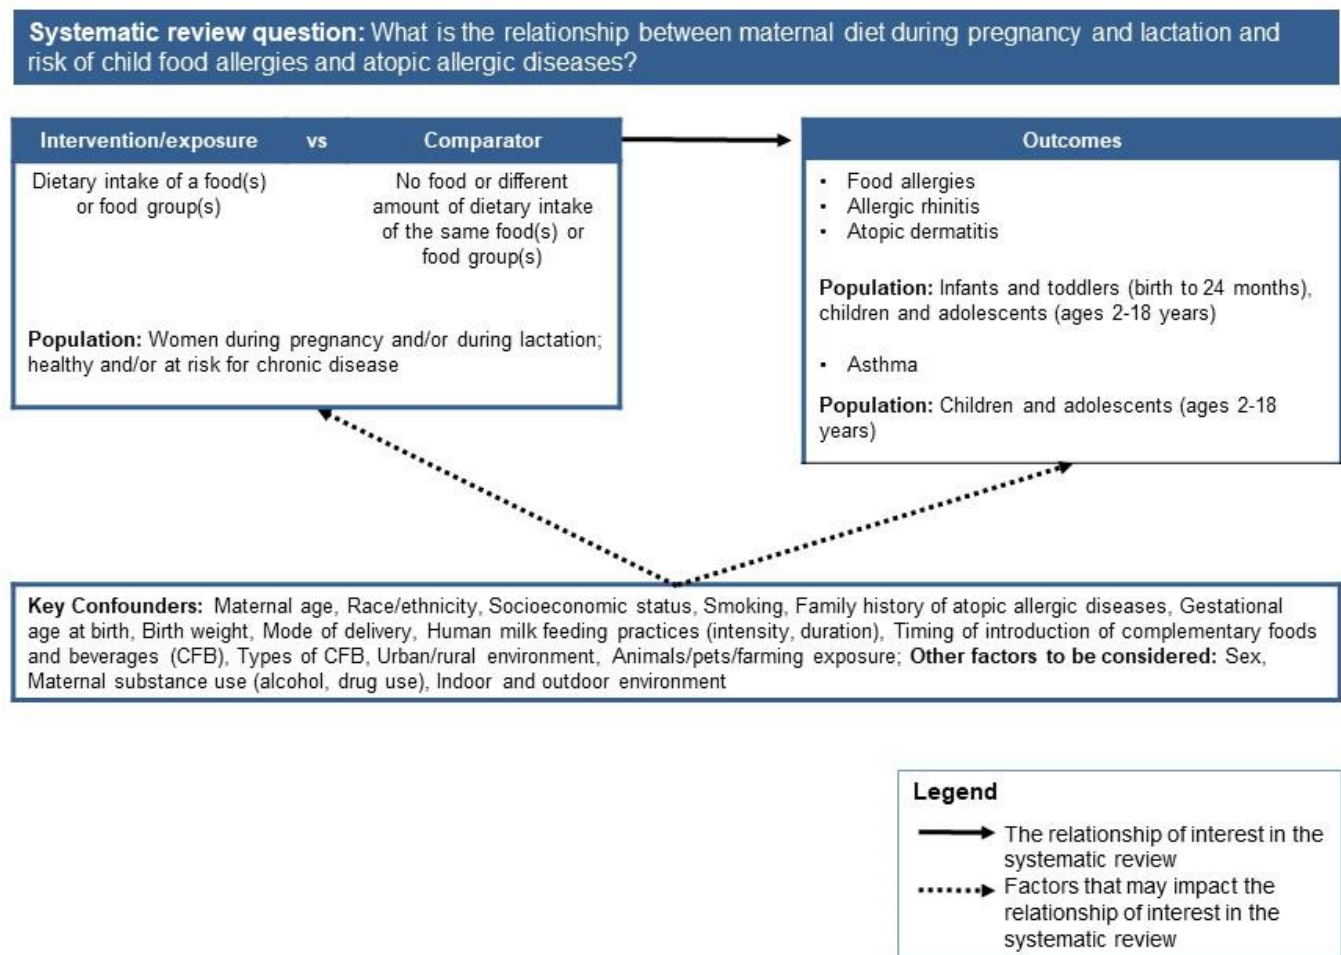 Systematic review question: What is the relationship between maternal diet during pregnancy and lactation and
risk of child food allergies and atopic allergic diseases?
Intervention/exposure vs Comparator
Dietary intake of a food(s)
or food group(s)
No food or different
amount of dietary intake
of the same food(s) or
food group(s)
Population: Women during pregnancy and/or during lactation;
healthy and/or at risk for chronic disease
Outcomes
• Food allergies
• Allergic rhinitis
• Atopic dermatitis
Population: Infants and toddlers (birth to 24 months),
children and adolescents (ages 2-18 years)
• Asthma
Population: Children and adolescents (ages 2-18
years)
Key Confounders: Maternal age, Race/ethnicity, Socioeconomic status, Smoking, Family history of atopic allergic diseases, Gestational
age at birth, Birth weight, Mode of delivery, Human milk feeding practices (intensity, duration), Timing of introduction of complementary foods
and beverages (CFB), Types of CFB, Urban/rural environment, Animals/pets/farming exposure; Other factors to be considered: Sex,
Maternal substance use (alcohol, drug use), Indoor and outdoor environment
Legend
The relationship of interest in the
systematic review
Factors that may impact the
relationship of interest in the
systematic review